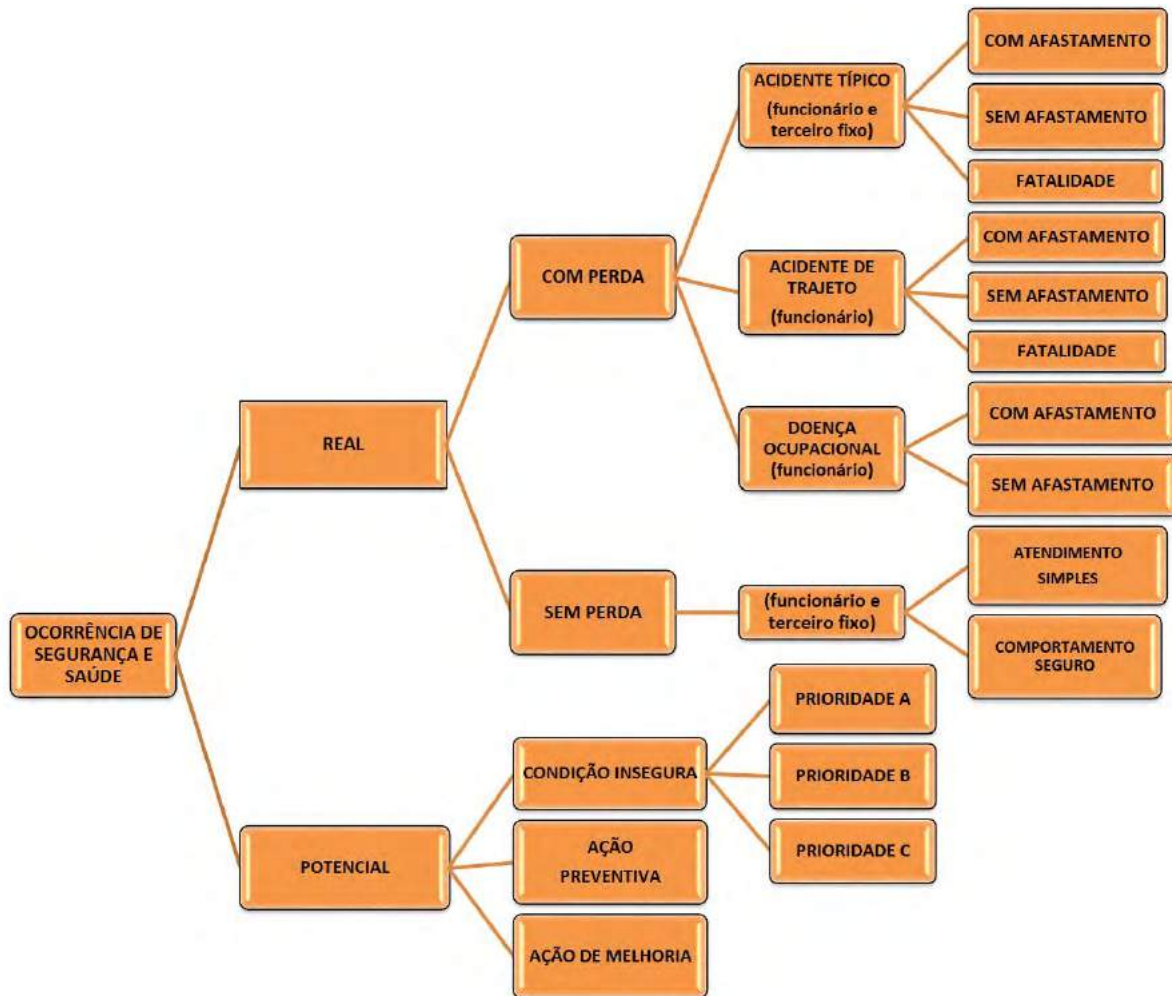 COM AFASTAMENTO
ACIDENTE TÍPICO
(funcionário e
terceiro fixo)
SEM AFASTAMENTO
FATALIDADE
COM AFASTAMENTO
COM PERDA
ACIDENTE DE
TRAJETO
(funcionário)
SEM AFASTAMENTO
FATALIDADE
COM AFASTAMENTO
REAL
DOENÇA
OCUPACIONAL
(funcionário)
SEM AFASTAMENTO
ATENDIMENTO
SIMPLES
SEM PERDA
(funcionário e
terceiro fixo)
OCORRÊNCIA DE
SEGURANÇA E
SAÚDE
COMPORTAMENTO
SEGURO
PRIORIDADE A
CONDIÇÃO INSEGURA
PRIORIDADE B
POTENCIAL
AÇÃO
PREVENTIVA
PRIORIDADE C
AÇÃO DE MELHORIA